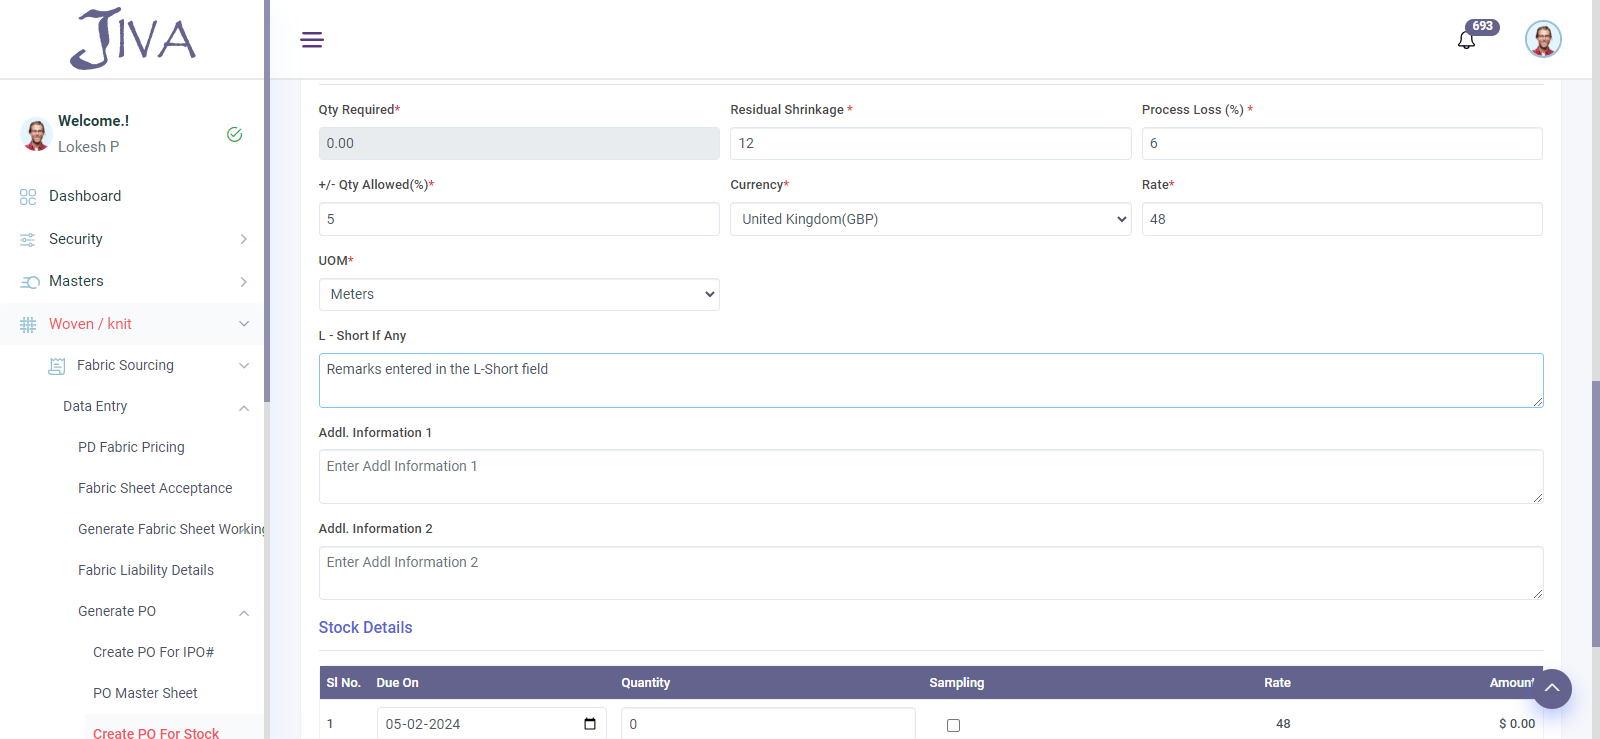 JIVA
693
Welcome.!
Lokesh P
Dashboard
Security
Masters
Woven / knit
Fabric Sourcing
Data Entry
PD Fabric Pricing
Fabric Sheet Acceptance
Generate Fabric Sheet Working
Fabric Liability Details
Generate PO
Create PO For IPO#
PO Master Sheet
Create PO For Stock
Qty Required* Residual Shrinkage * Process Loss (%) *
0.00 12 6
+/- Qty Allowed(%)* Currency* Rate*
5 United Kingdom(GBP) 48
UOM*
Meters
L - Short If Any
Remarks entered in the L-Short field
Addl. Information 1
Enter Addl Information 1
Addl. Information 2
Enter Addl Information 2
Stock Details
Sl No. Due On Quantity Sampling Rate Amount
1 05-02-2024 0 48 $ 0.00